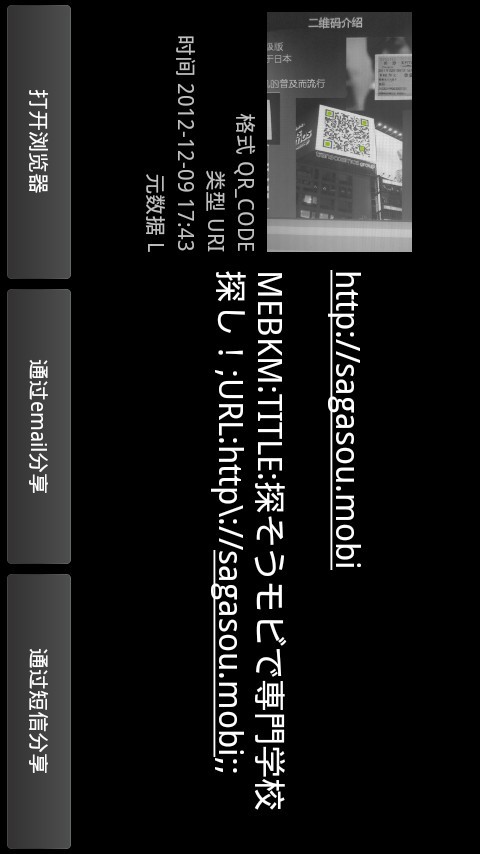 二维码介绍
级版
于日本
的普及而流行
格式 QR_CODE
类型 URI
时间 2012-12-09 17:43
元数据 L
http://sagasou.mobi
MEBKM:TITLE:探そうモビで専門学校
探し！;URL:http\://sagasou.mobi;;
打开浏览器
通过email分享
通过短信分享